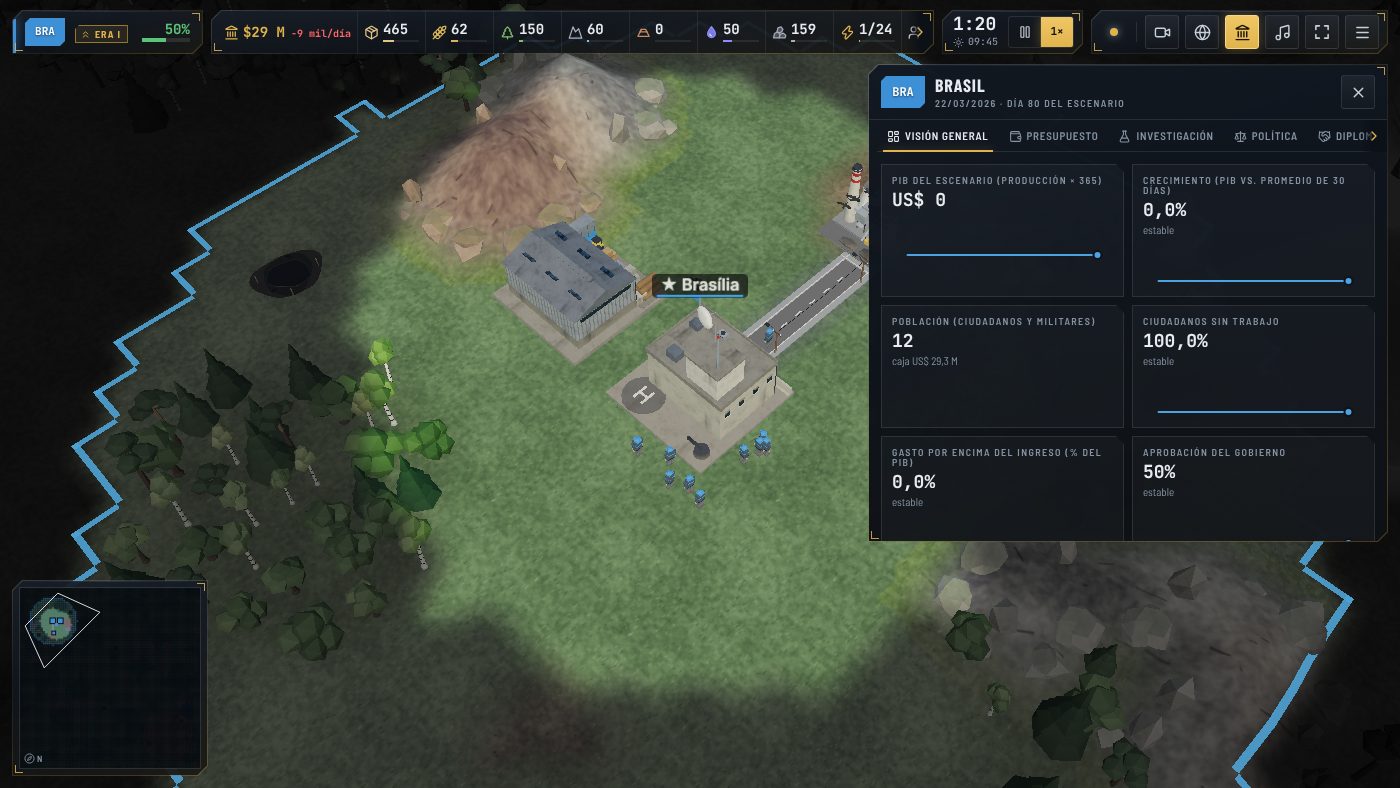 BRA
ERA I
50%
$29 M -9 mil/día
465
62
150
60
0
50
159
1/24
1:20
09:45
1×
BRA
BRASIL
22/03/2026 · DÍA 80 DEL ESCENARIO
VISIÓN GENERAL
PRESUPUESTO
INVESTIGACIÓN
POLÍTICA
DIPLOM
PIB DEL ESCENARIO (PRODUCCIÓN × 365)
US$ 0
CRECIMIENTO (PIB VS. PROMEDIO DE 30
DÍAS)
0,0%
estable
POBLACIÓN (CIUDADANOS Y MILITARES)
12
caja US$ 29,3 M
CIUDADANOS SIN TRABAJO
100,0%
estable
GASTO POR ENCIMA DEL INGRESO (% DEL
PIB)
0,0%
estable
APROBACIÓN DEL GOBIERNO
50%
estable
★ Brasília
H
N